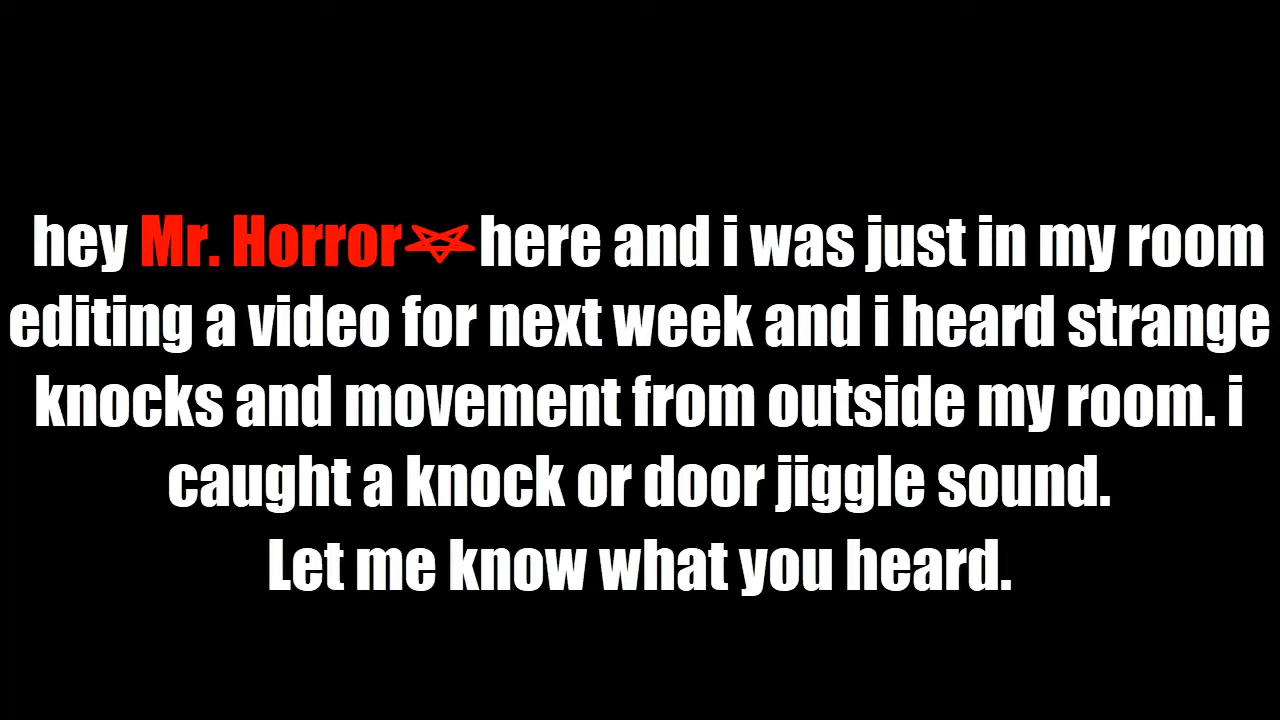 hey Mr. Horror⛧here and i was just in my room
editing a video for next week and i heard strange
knocks and movement from outside my room. i
caught a knock or door jiggle sound.
Let me know what you heard.